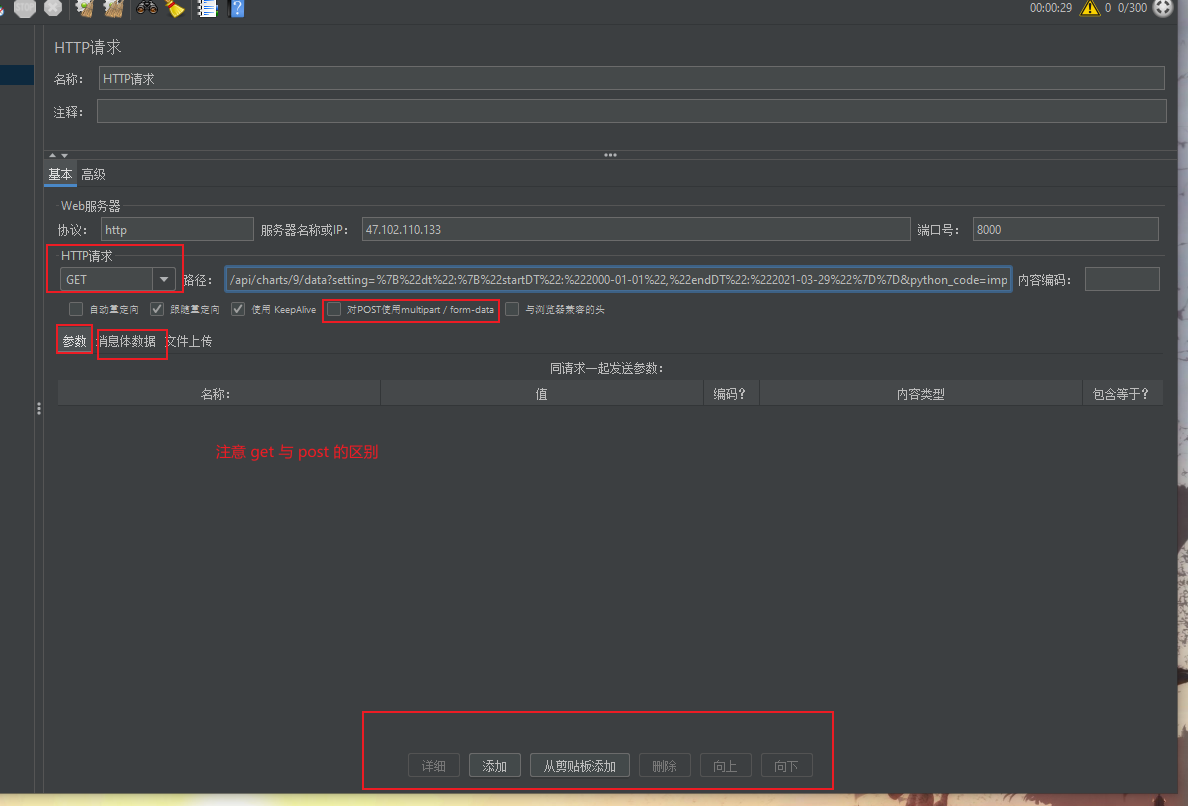 00:00:29 0 0/300
HTTP请求
名称： HTTP请求
注释：
基本 高级
Web服务器
协议： http 服务器名称或IP： 47.102.110.133 端口号： 8000
HTTP请求
GET 路径： /api/charts/9/data?setting=%7B%22dt%22:%7B%22startDT%22:%222000-01-01%22,%22endDT%22:%222021-03-29%22%7D%7D&python_code=imp 内容编码：
自动重定向 跟随重定向 使用 KeepAlive 对POST使用multipart / form-data 与浏览器兼容的头
参数 消息体数据 文件上传
同请求一起发送参数：
名称： 值 编码？ 内容类型 包含等于？
注意 get 与 post 的区别
详细 添加 从剪贴板添加 删除 向上 向下